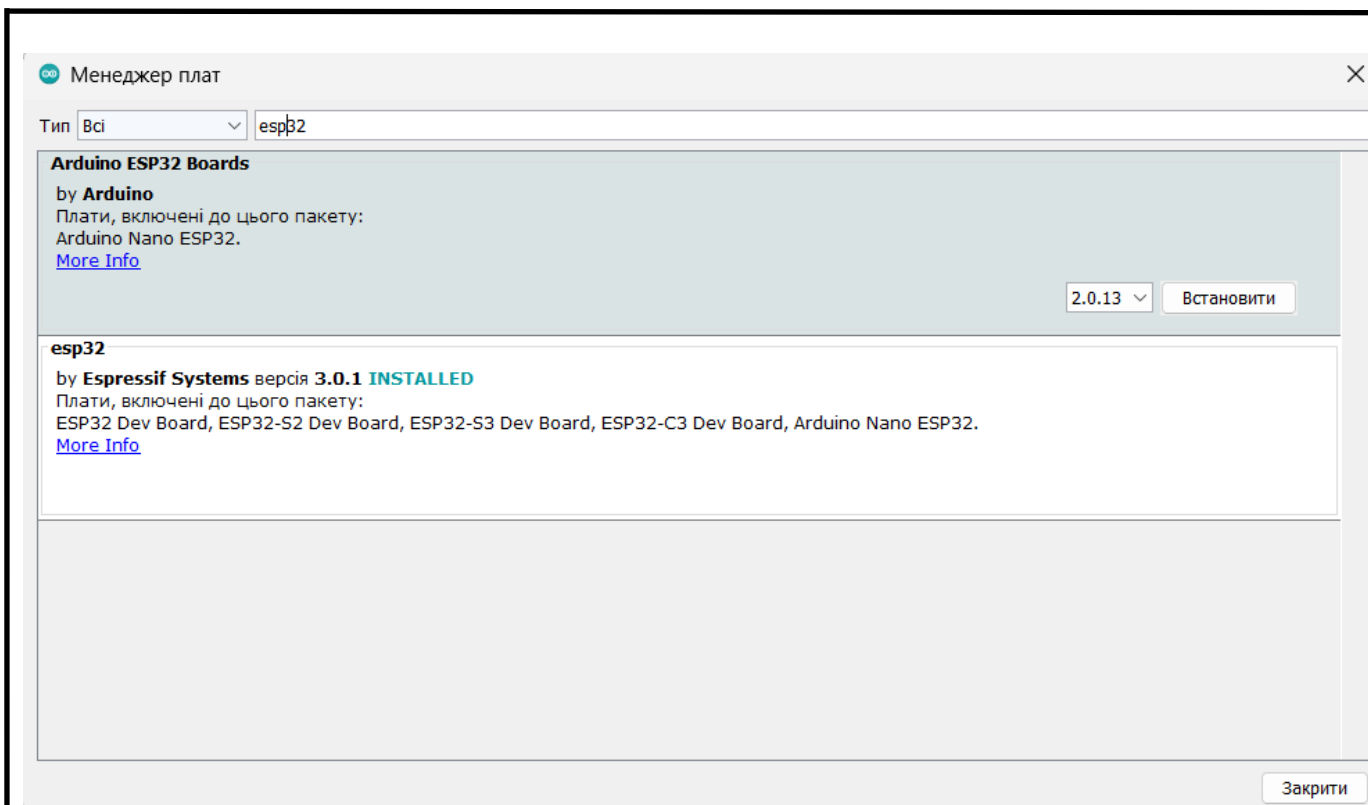 Менеджер плат
Тип Всі esp32
Arduino ESP32 Boards
by Arduino
Плати, включені до цього пакету:
Arduino Nano ESP32.
More Info
2.0.13 Встановити
esp32
by Espressif Systems версія 3.0.1 INSTALLED
Плати, включені до цього пакету:
ESP32 Dev Board, ESP32-S2 Dev Board, ESP32-S3 Dev Board, ESP32-C3 Dev Board, Arduino Nano ESP32.
More Info
Закрити